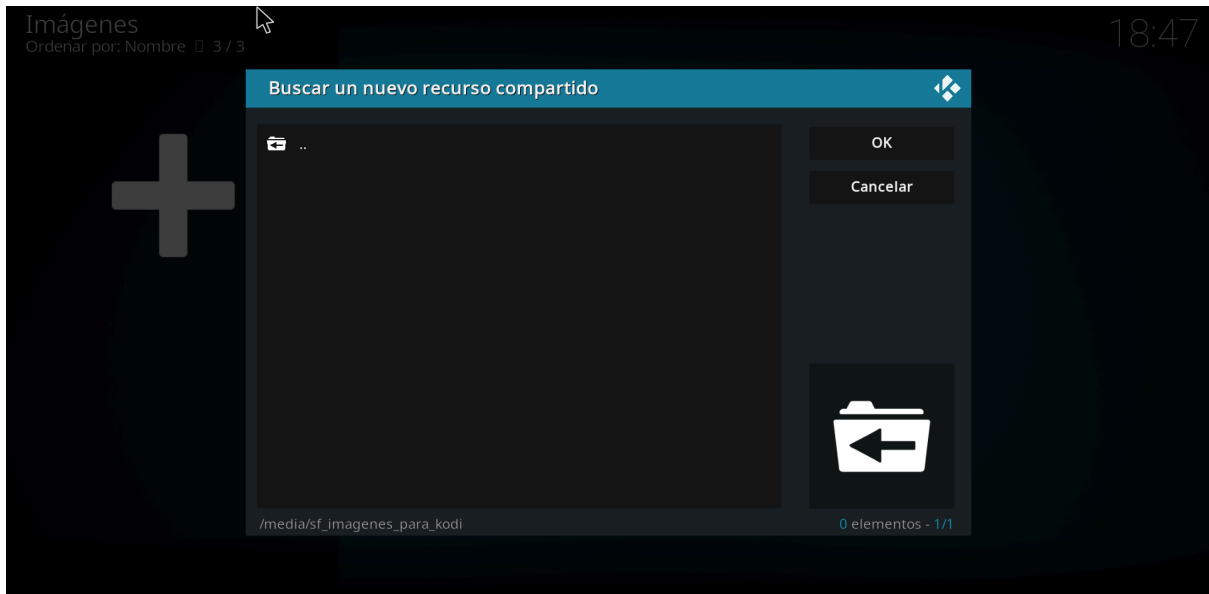 Imágenes
Ordenar por: Nombre 3 / 3
18:47
Buscar un nuevo recurso compartido
..
OK
Cancelar
/media/sf_imagenes_para_kodi
0 elementos - 1/1